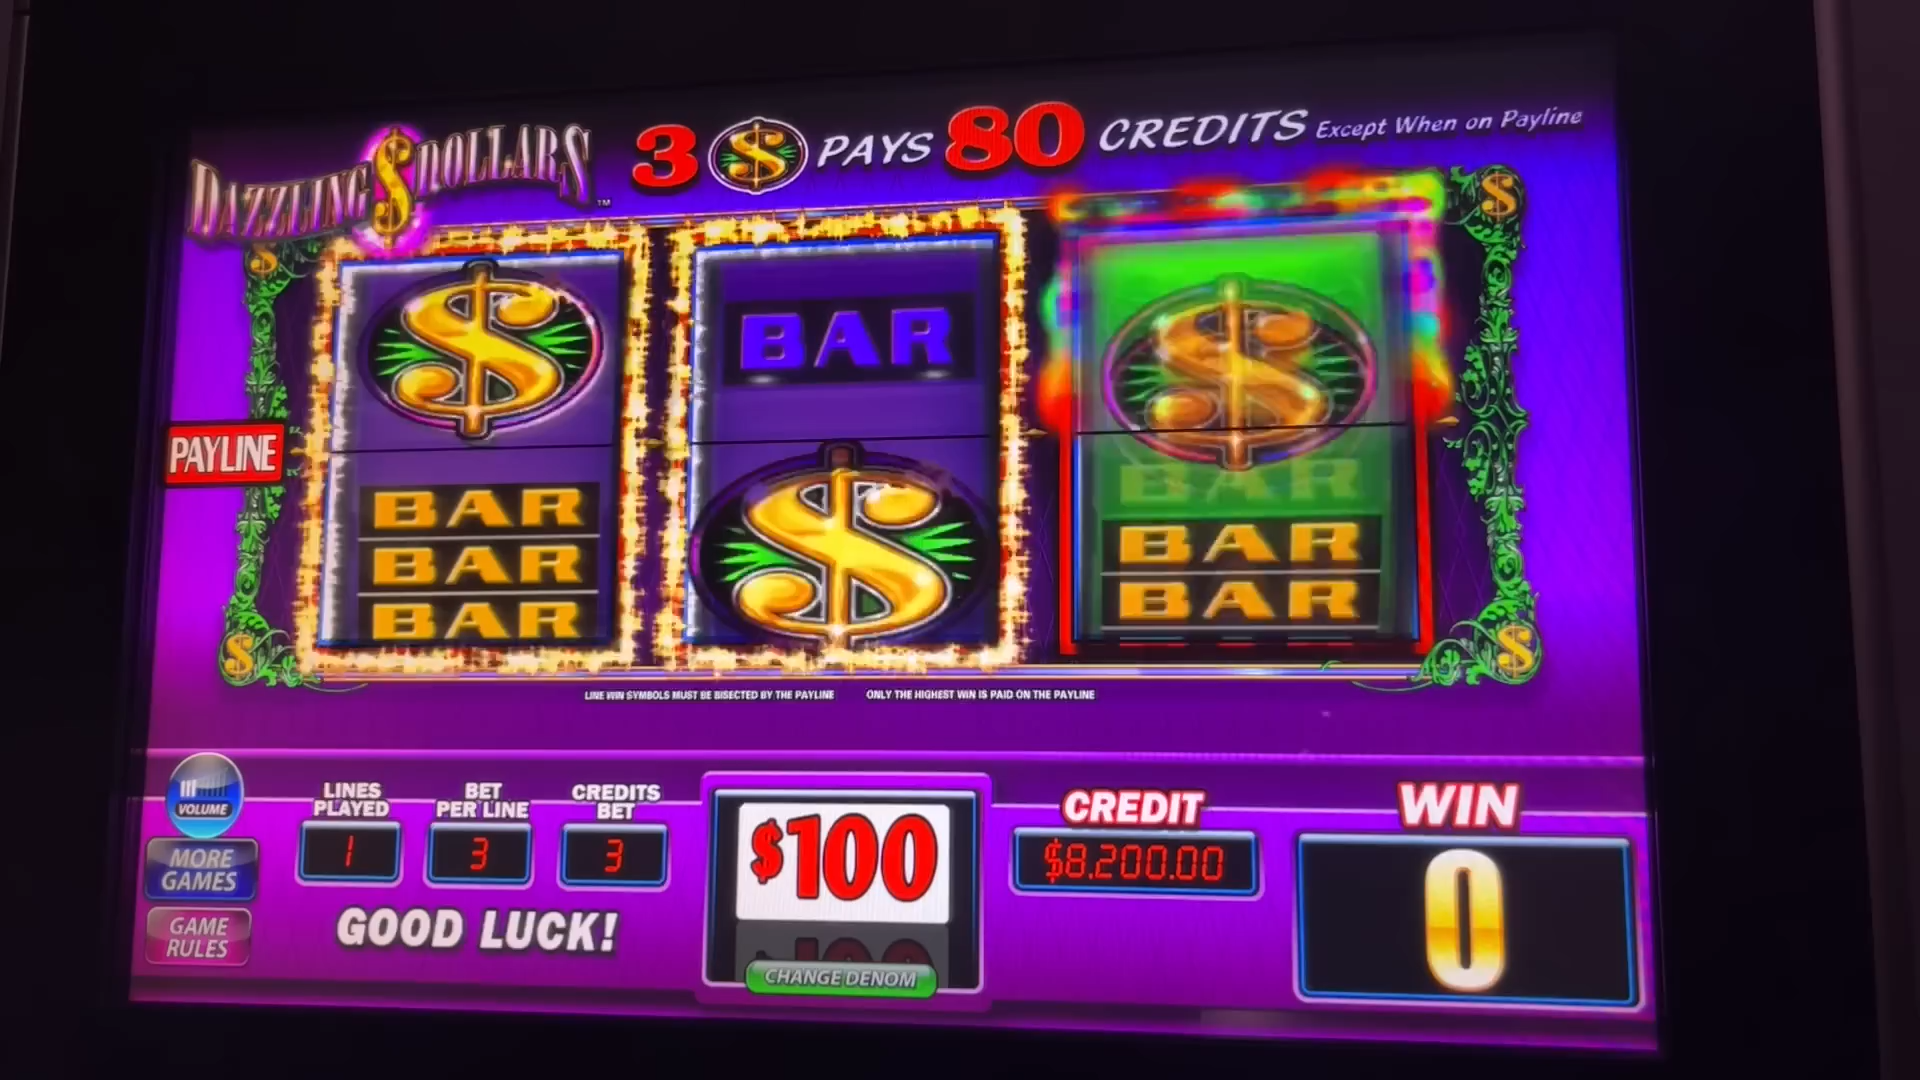 DAZZLING $ DOLLARS ™
3 $ PAYS 80 CREDITS Except When on Payline
BAR
PAYLINE
BAR
BAR
BAR
BAR
BAR
BAR
LINE WIN SYMBOLS MUST BE BISECTED BY THE PAYLINE ONLY THE HIGHEST WIN IS PAID ON THE PAYLINE
VOLUME
MORE GAMES
GAME RULES
LINES PLAYED
1
BET PER LINE
3
CREDITS BET
3
GOOD LUCK!
$100
CHANGE DENOM
CREDIT
$8,200.00
WIN
0